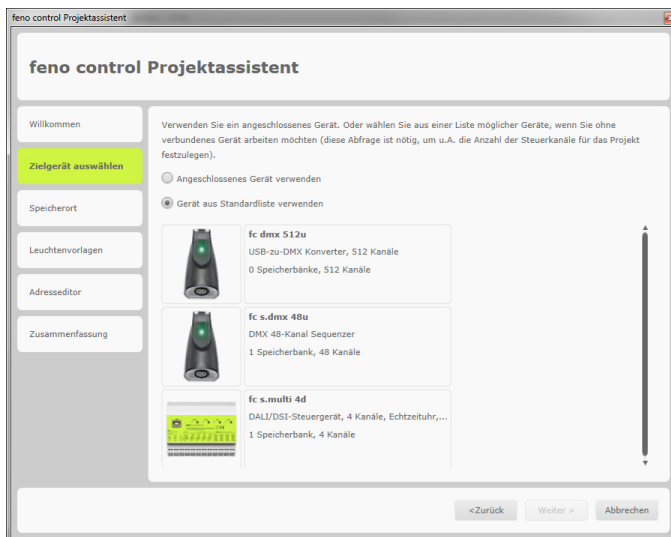 feno control Projektassistent
feno control Projektassistent
Willkommen
Zielgerät auswählen
Speicherort
Leuchtenvorlagen
Adresseditor
Zusammenfassung
Verwenden Sie ein angeschlossenes Gerät. Oder wählen Sie aus einer Liste möglicher Geräte, wenn Sie ohne
verbundenes Gerät arbeiten möchten (diese Abfrage ist nötig, um u.A. die Anzahl der Steuerkanäle für das Projekt
festzulegen).
Angeschlossenes Gerät verwenden
Gerät aus Standardliste verwenden
fc dmx 512u
USB-zu-DMX Konverter, 512 Kanäle
0 Speicherbänke, 512 Kanäle
fc s.dmx 48u
DMX 48-Kanal Sequenzer
1 Speicherbank, 48 Kanäle
fc s.multi 4d
DALI/DSI-Steuergerät, 4 Kanäle, Echtzeituhr,...
1 Speicherbank, 4 Kanäle
<Zurück
Weiter >
Abbrechen